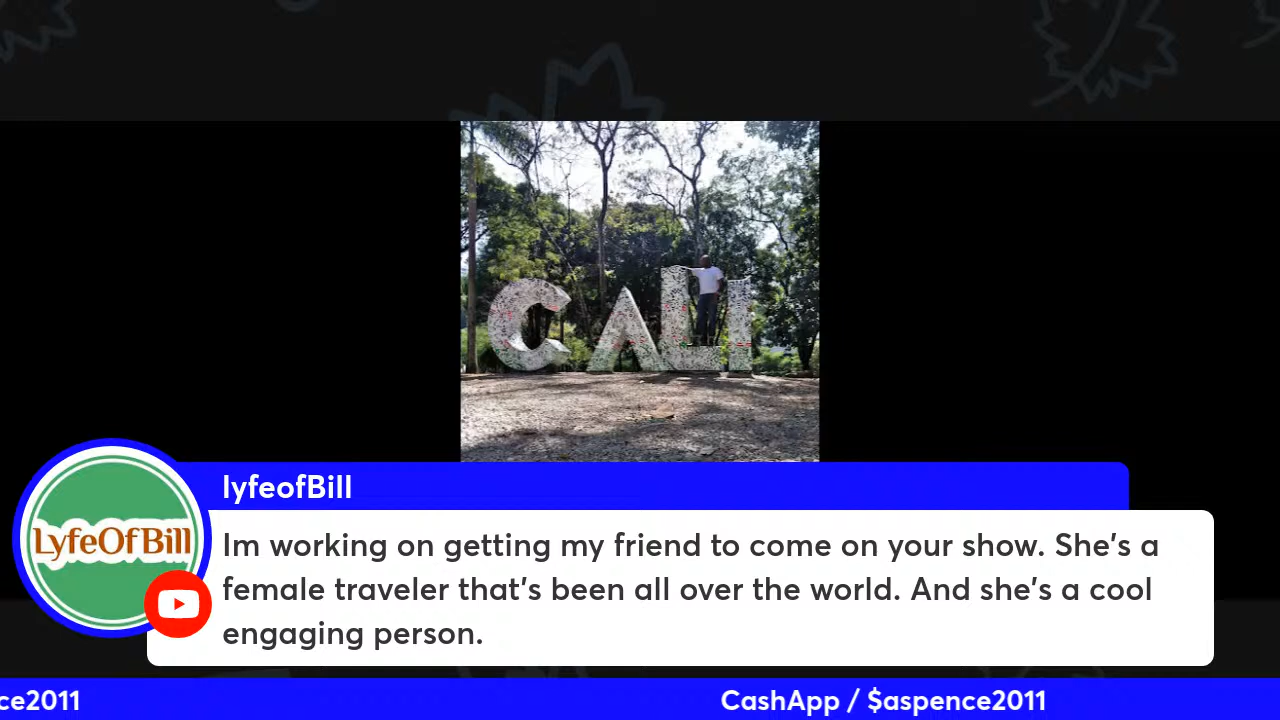 CALI
lyfeofBill
LyfeOfBill
Im working on getting my friend to come on your show. She's a
female traveler that's been all over the world. And she's a cool
engaging person.
ce2011
CashApp / $aspence2011